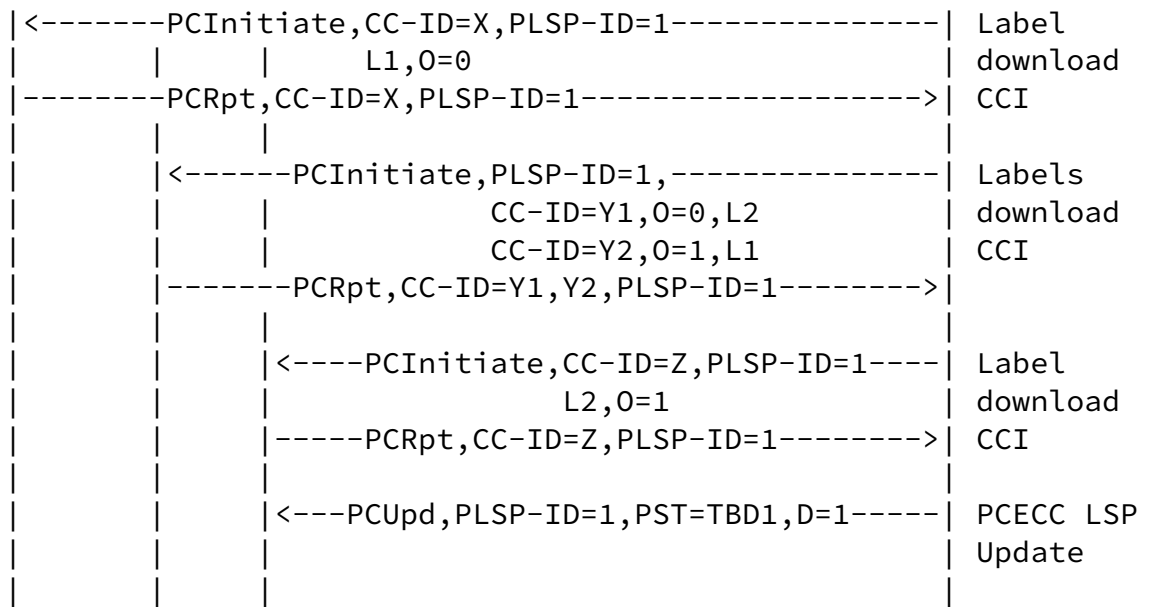 |<-------PCInitiate,CC-ID=X,PLSP-ID=1---------------| Label
|       |     |     L1,O=0                          | download
|--------PCRpt,CC-ID=X,PLSP-ID=1------------------->| CCI
|       |     |                                     |
|       |<------PCInitiate,PLSP-ID=1,---------------| Labels
|       |     |            CC-ID=Y1,O=0,L2          | download
|       |     |            CC-ID=Y2,O=1,L1          | CCI
|       |-------PCRpt,CC-ID=Y1,Y2,PLSP-ID=1-------->|
|       |     |                                     |
|       |     |<----PCInitiate,CC-ID=Z,PLSP-ID=1----| Label
|       |     |                L2,O=1               | download
|       |     |-----PCRpt,CC-ID=Z,PLSP-ID=1-------->| CCI
|       |     |                                     |
|       |     |<---PCUpd,PLSP-ID=1,PST=TBD1,D=1-----| PCECC LSP
|       |     |                                     | Update
|       |     |                                     |